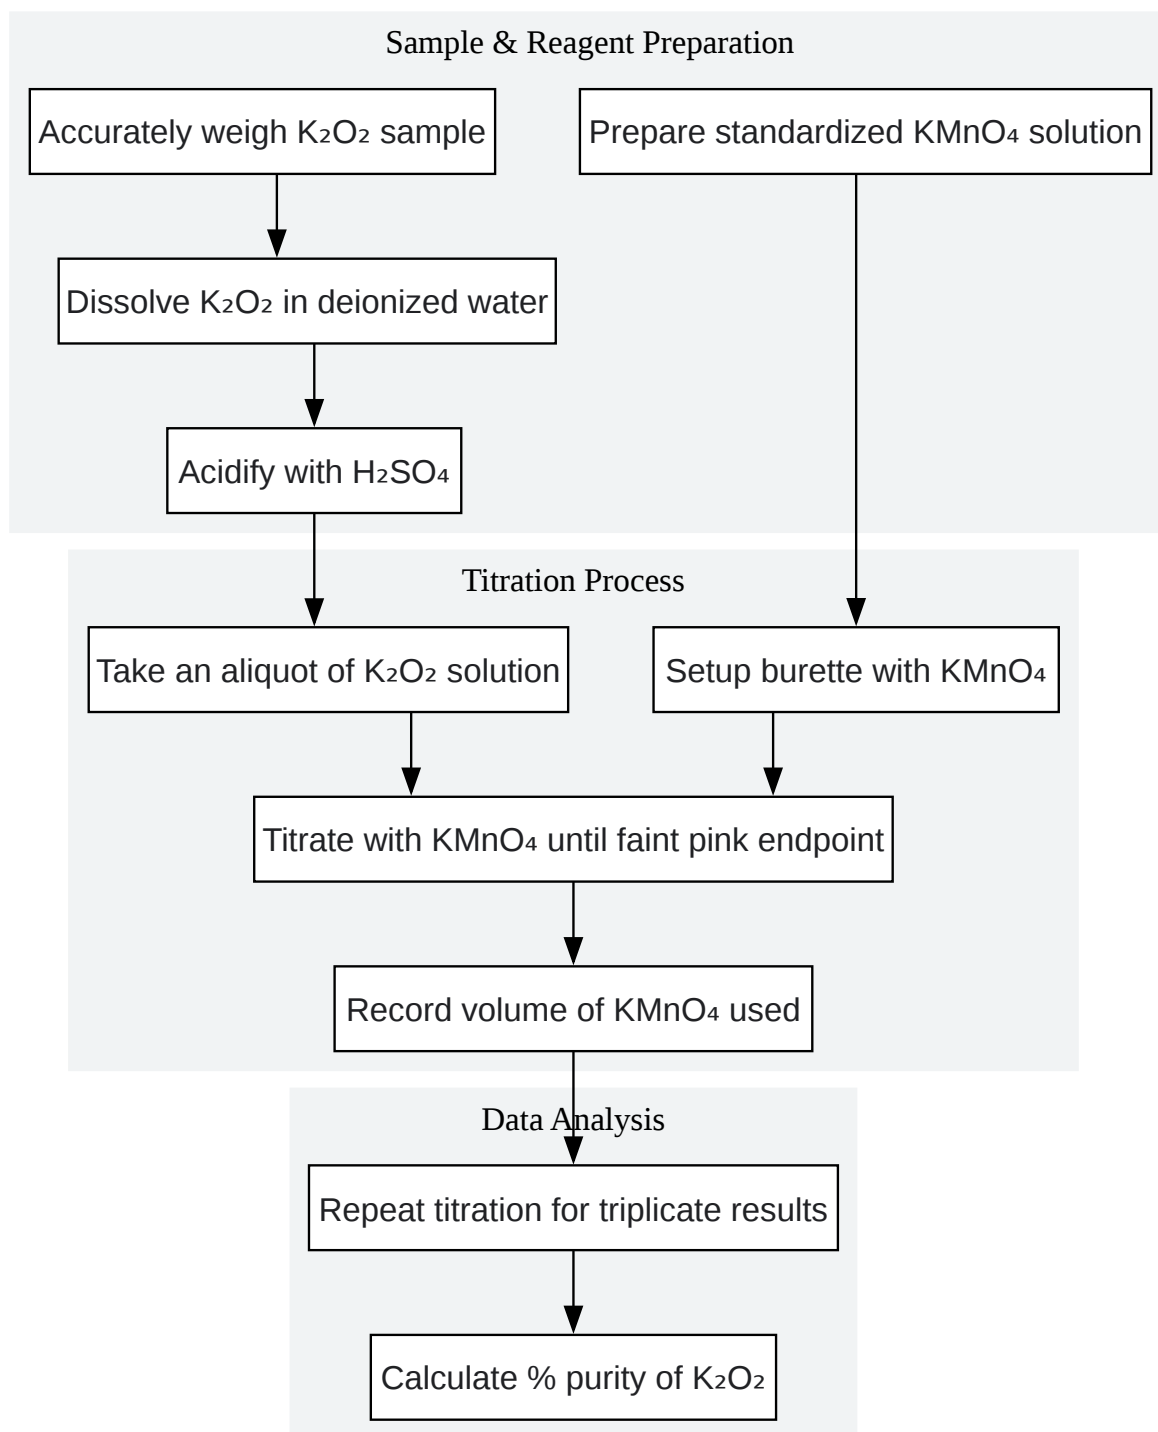 Sample & Reagent Preparation
Accurately weigh K₂O₂ sample
Prepare standardized KMnO₄ solution
Dissolve K₂O₂ in deionized water
Acidify with H₂SO₄
Titration Process
Take an aliquot of K₂O₂ solution
Setup burette with KMnO₄
Titrate with KMnO₄ until faint pink endpoint
Record volume of KMnO₄ used
Data Analysis
Repeat titration for triplicate results
Calculate % purity of K₂O₂